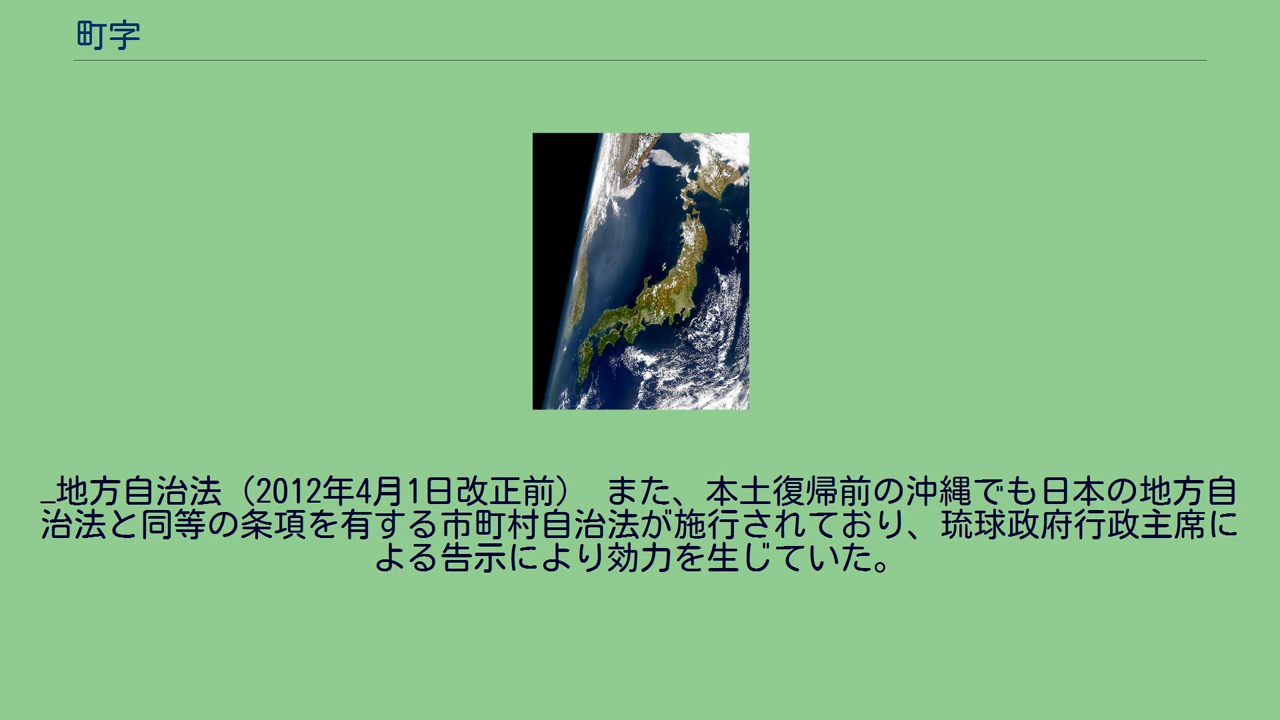 町字
_地方自治法（2012年4月1日改正前）　また、本土復帰前の沖縄でも日本の地方自
治法と同等の条項を有する市町村自治法が施行されており、琉球政府行政主席に
よる告示により効力を生じていた。